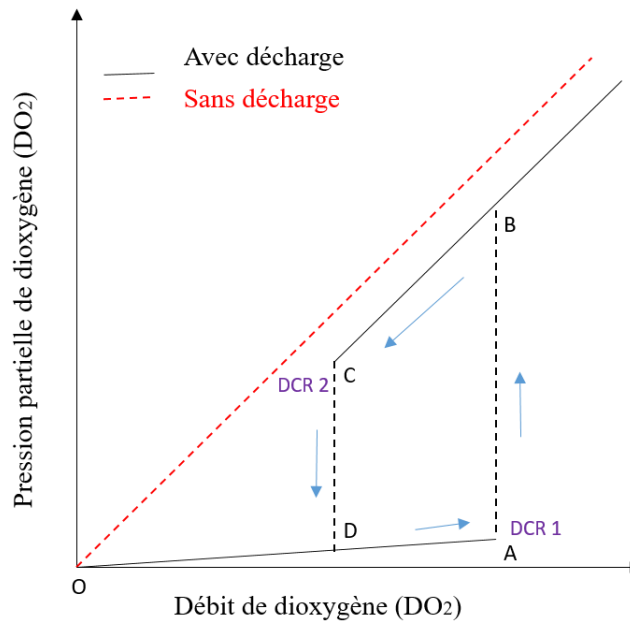 Avec décharge
Sans décharge
Pression partielle de dioxygène (DO2)
B
DCR 2
C
D
DCR 1
A
O
Débit de dioxygène (DO2)